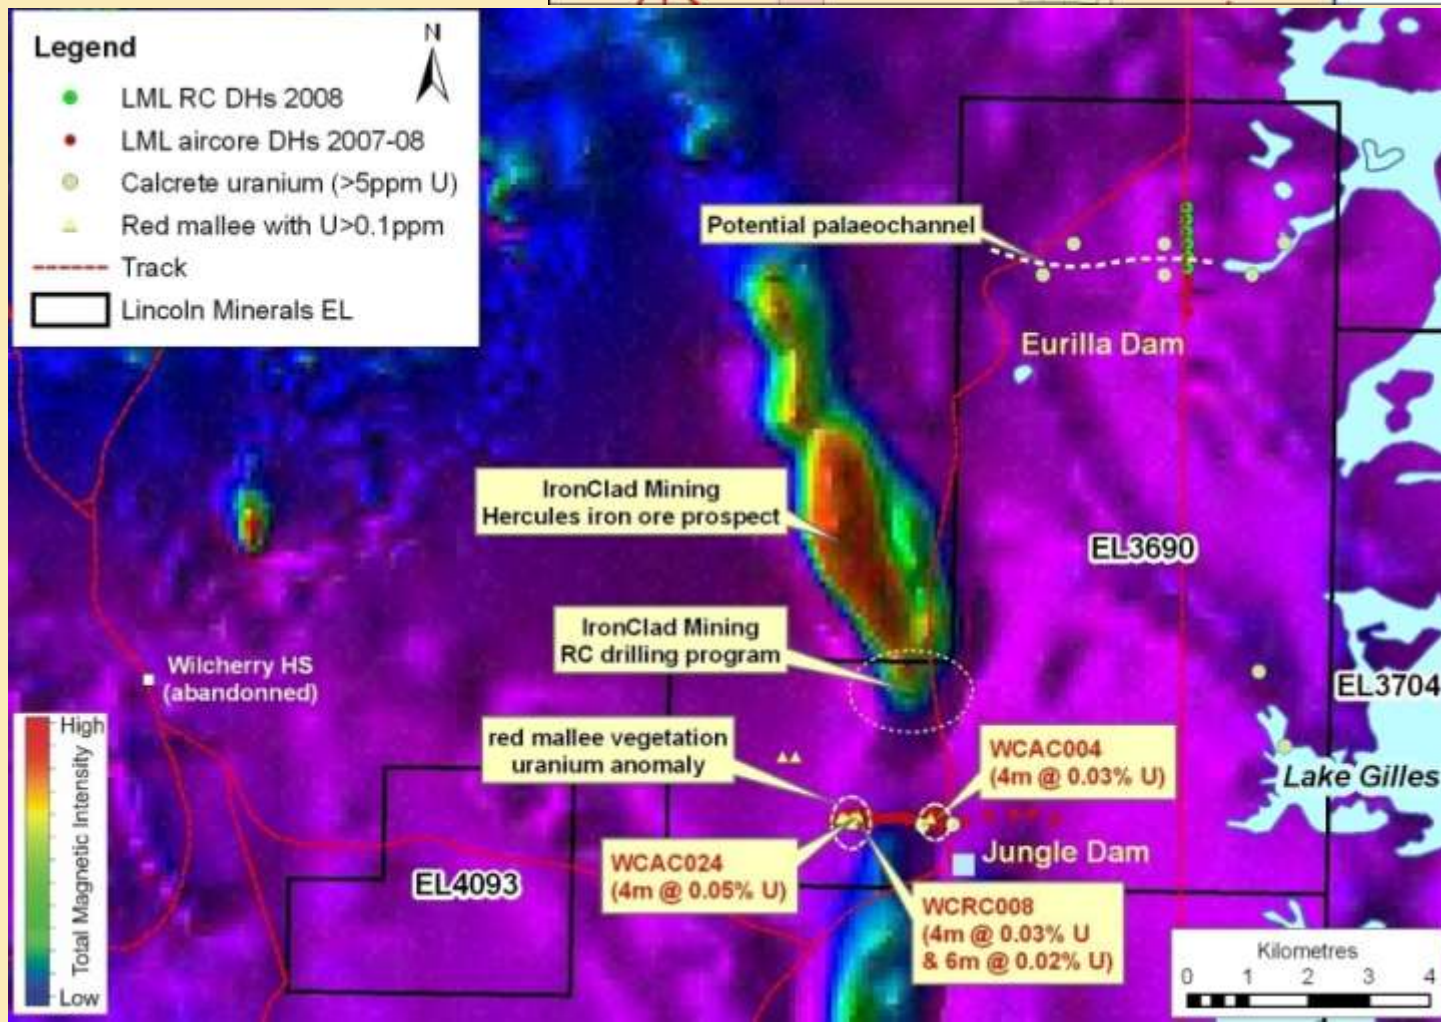 Legend
N
LML RC DHs 2008
LML aircore DHs 2007-08
Calcrete uranium (>5ppm U)
Red mallee with U>0.1ppm
Track
Lincoln Minerals EL
Potential palaeochannel
Eurilla Dam
IronClad Mining
Hercules iron ore prospect
EL3690
IronClad Mining
RC drilling program
Wilcherry HS
(abandonned)
EL3704
High
Total Magnetic Intensity
Low
red mallee vegetation
uranium anomaly
WCAC004
(4m @ 0.03% U)
Lake Gilles
WCAC024
(4m @ 0.05% U)
Jungle Dam
EL4093
WCRC008
(4m @ 0.03% U
& 6m @ 0.02% U)
Kilometres
0 1 2 3 4